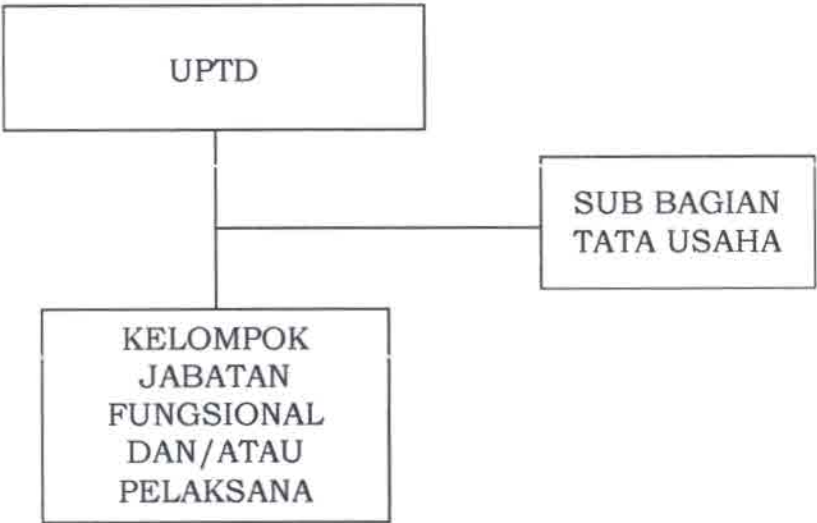 UPTD
SUB BAGIAN
TATA USAHA
KELOMPOK
JABATAN
FUNGSIONAL
DAN/ATAU
PELAKSANA